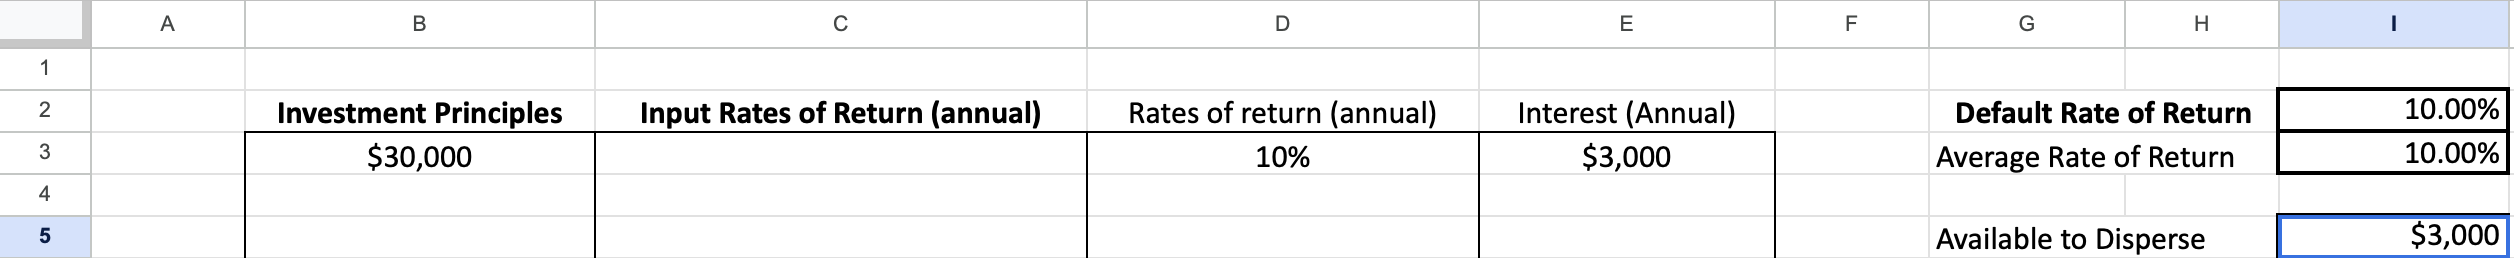 A B C D E F G H I
1
2 Investment Principles Input Rates of Return (annual) Rates of return (annual) Interest (Annual) Default Rate of Return 10.00%
3 $30,000 10% $3,000 Average Rate of Return 10.00%
4
5 Available to Disperse $3,000